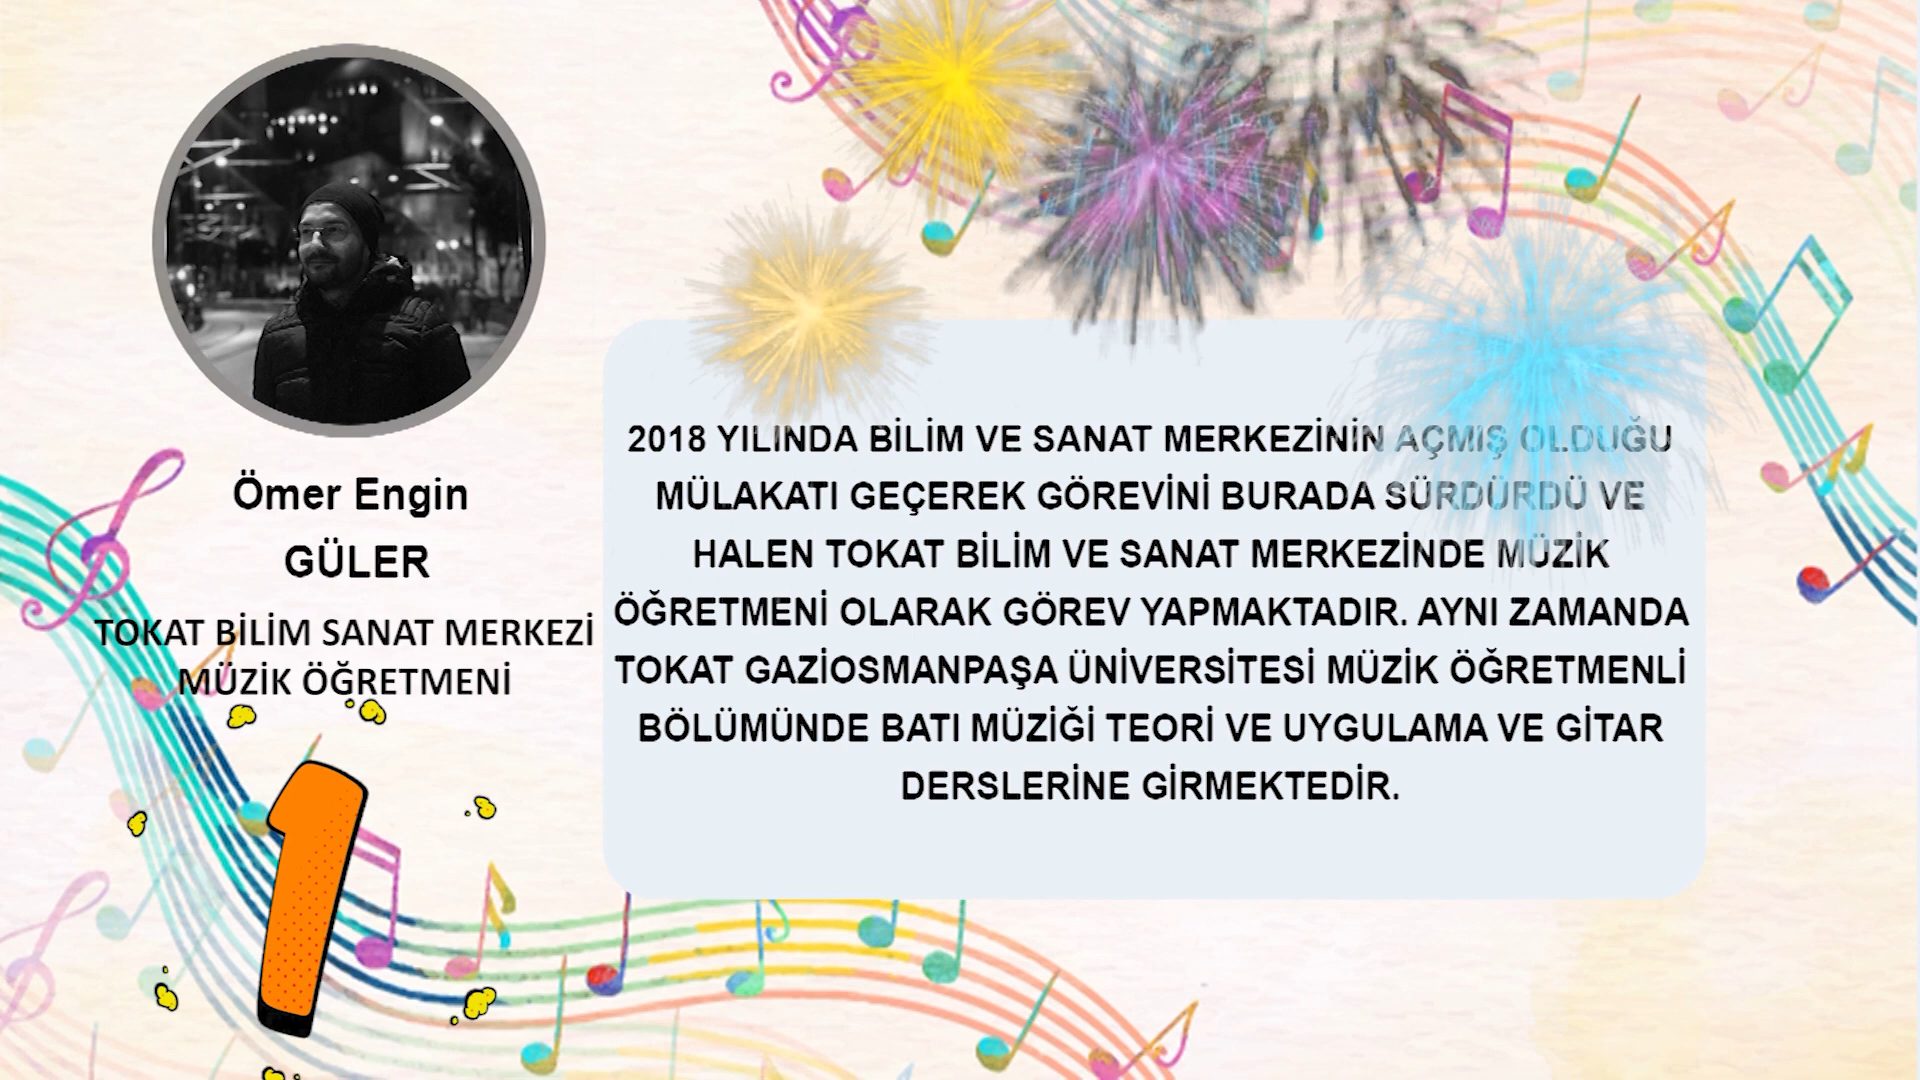 Ömer Engin
GÜLER
TOKAT BİLİM SANAT MERKEZİ
MÜZİK ÖĞRETMENİ
1
2018 YILINDA BİLİM VE SANAT MERKEZİNİN AÇMIŞ OLDUĞU
MÜLAKATI GEÇEREK GÖREVİNİ BURADA SÜRDÜRDÜ VE
HALEN TOKAT BİLİM VE SANAT MERKEZİNDE MÜZİK
ÖĞRETMENİ OLARAK GÖREV YAPMAKTADIR. AYNI ZAMANDA
TOKAT GAZİOSMANPAŞA ÜNİVERSİTESİ MÜZİK ÖĞRETMENLİ
BÖLÜMÜNDE BATI MÜZİĞİ TEORİ VE UYGULAMA VE GİTAR
DERSLERİNE GİRMEKTEDİR.